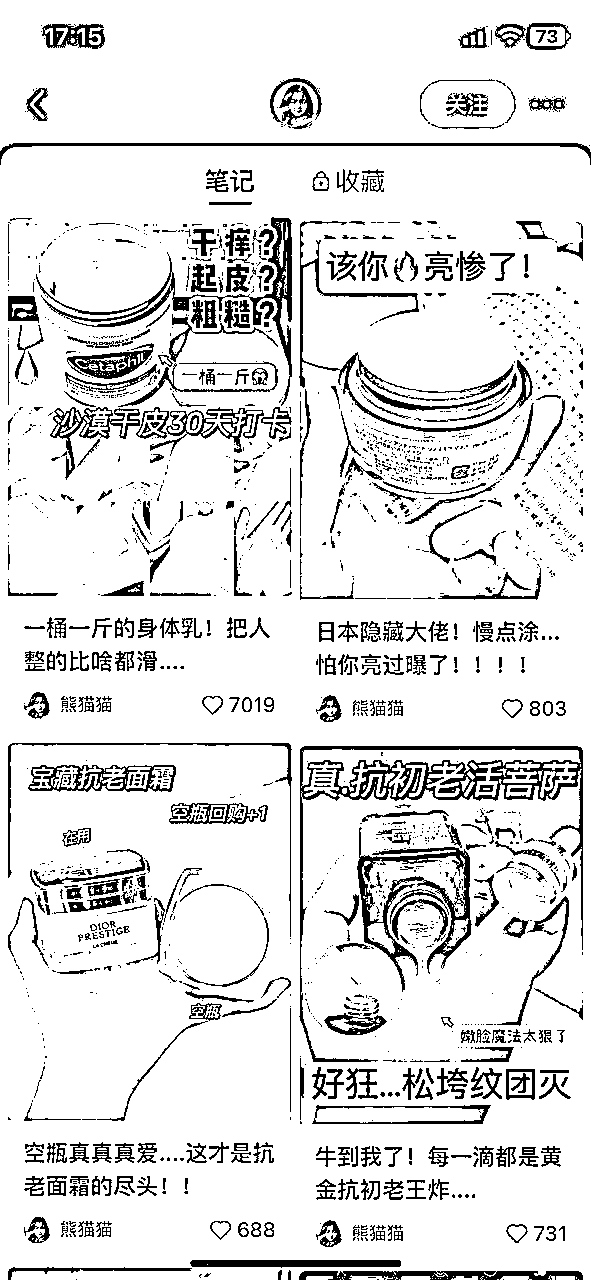 17:15
73
关注
笔记
收藏
干痒？
起皮？
粗糙？
Cetaphil
一桶一斤
沙漠干皮30天打卡
一桶一斤的身体乳！把人
整的比啥都滑....
熊猫猫
7019
该你🔥亮惨了！
日本隐藏大佬！慢点涂...
怕你亮过曝了！！！！
熊猫猫
803
宝藏抗老面霜
空瓶回购+1
在用
DIOR
PRESTIGE
LA CRÈME
空瓶
空瓶真真真爱....这才是抗
老面霜的尽头！！
熊猫猫
688
真.抗初老活菩萨
嫩脸魔法太狠了
好狂...松垮纹团灭
牛到我了！每一滴都是黄
金抗初老王炸....
熊猫猫
731